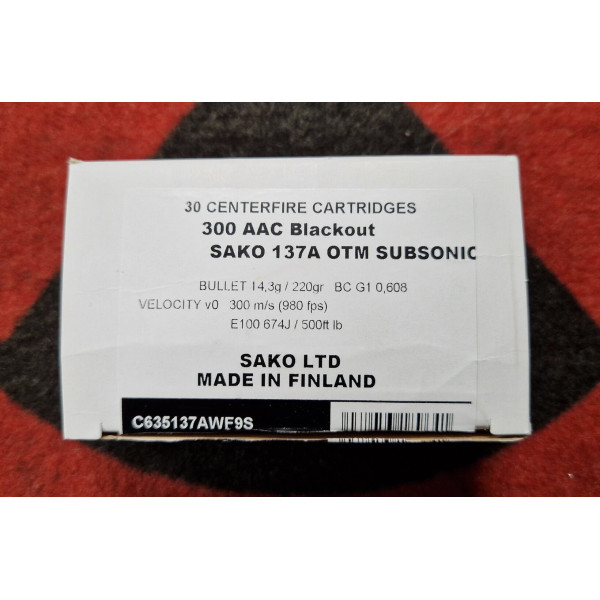 30 CENTERFIRE CARTRIDGES
300 AAC Blackout
SAKO 137A OTM SUBSONIC
BULLET 14,3g / 220gr BC G1 0,608
VELOCITY v0 300 m/s (980 fps)
E100 674J / 500ft lb
SAKO LTD
MADE IN FINLAND
C635137AWF9S